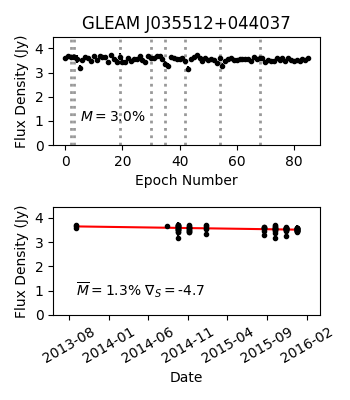 GLEAM J035512+044037
Flux Density (Jy)
4
3
2
1
0
M = 3.0%
0 20 40 60 80
Epoch Number
Flux Density (Jy)
4
3
2
1
0
M̅ = 1.3% ∇S = -4.7
2013-08 2014-01 2014-06 2014-11 2015-04 2015-09 2016-02
Date